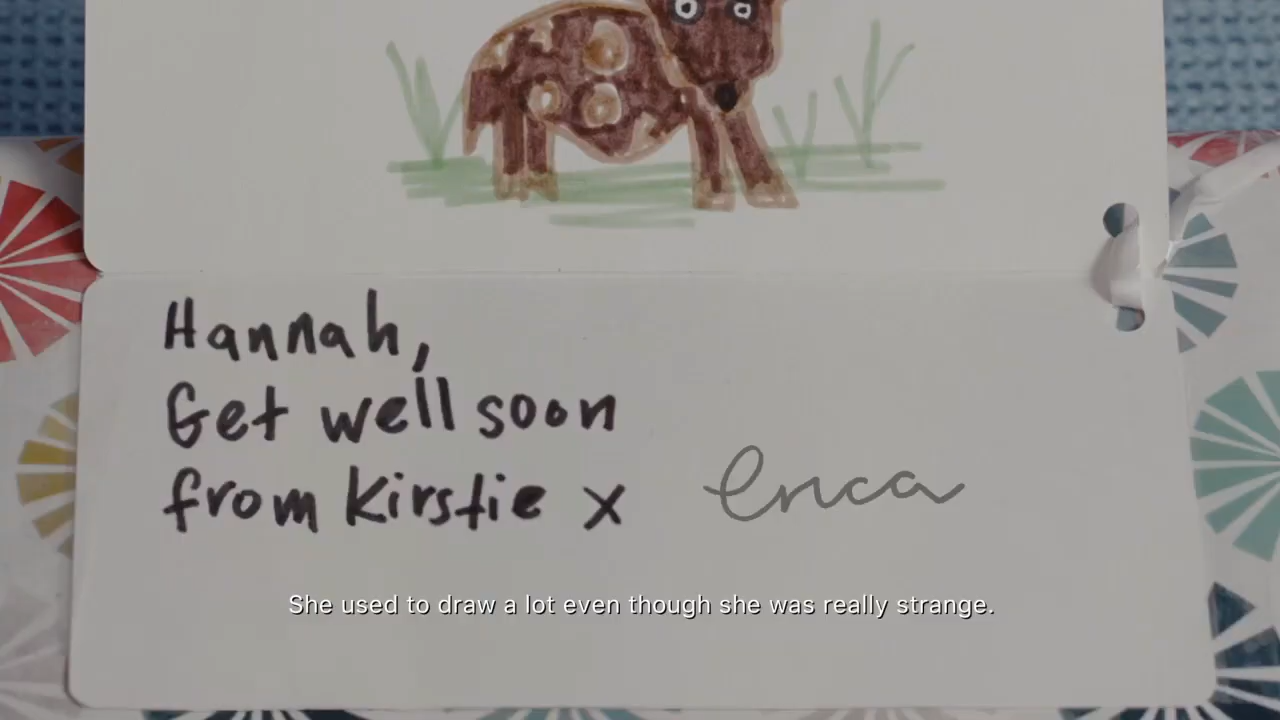 Hannah,
Get well soon
from Kirstie x
erica
She used to draw a lot even though she was really strange.